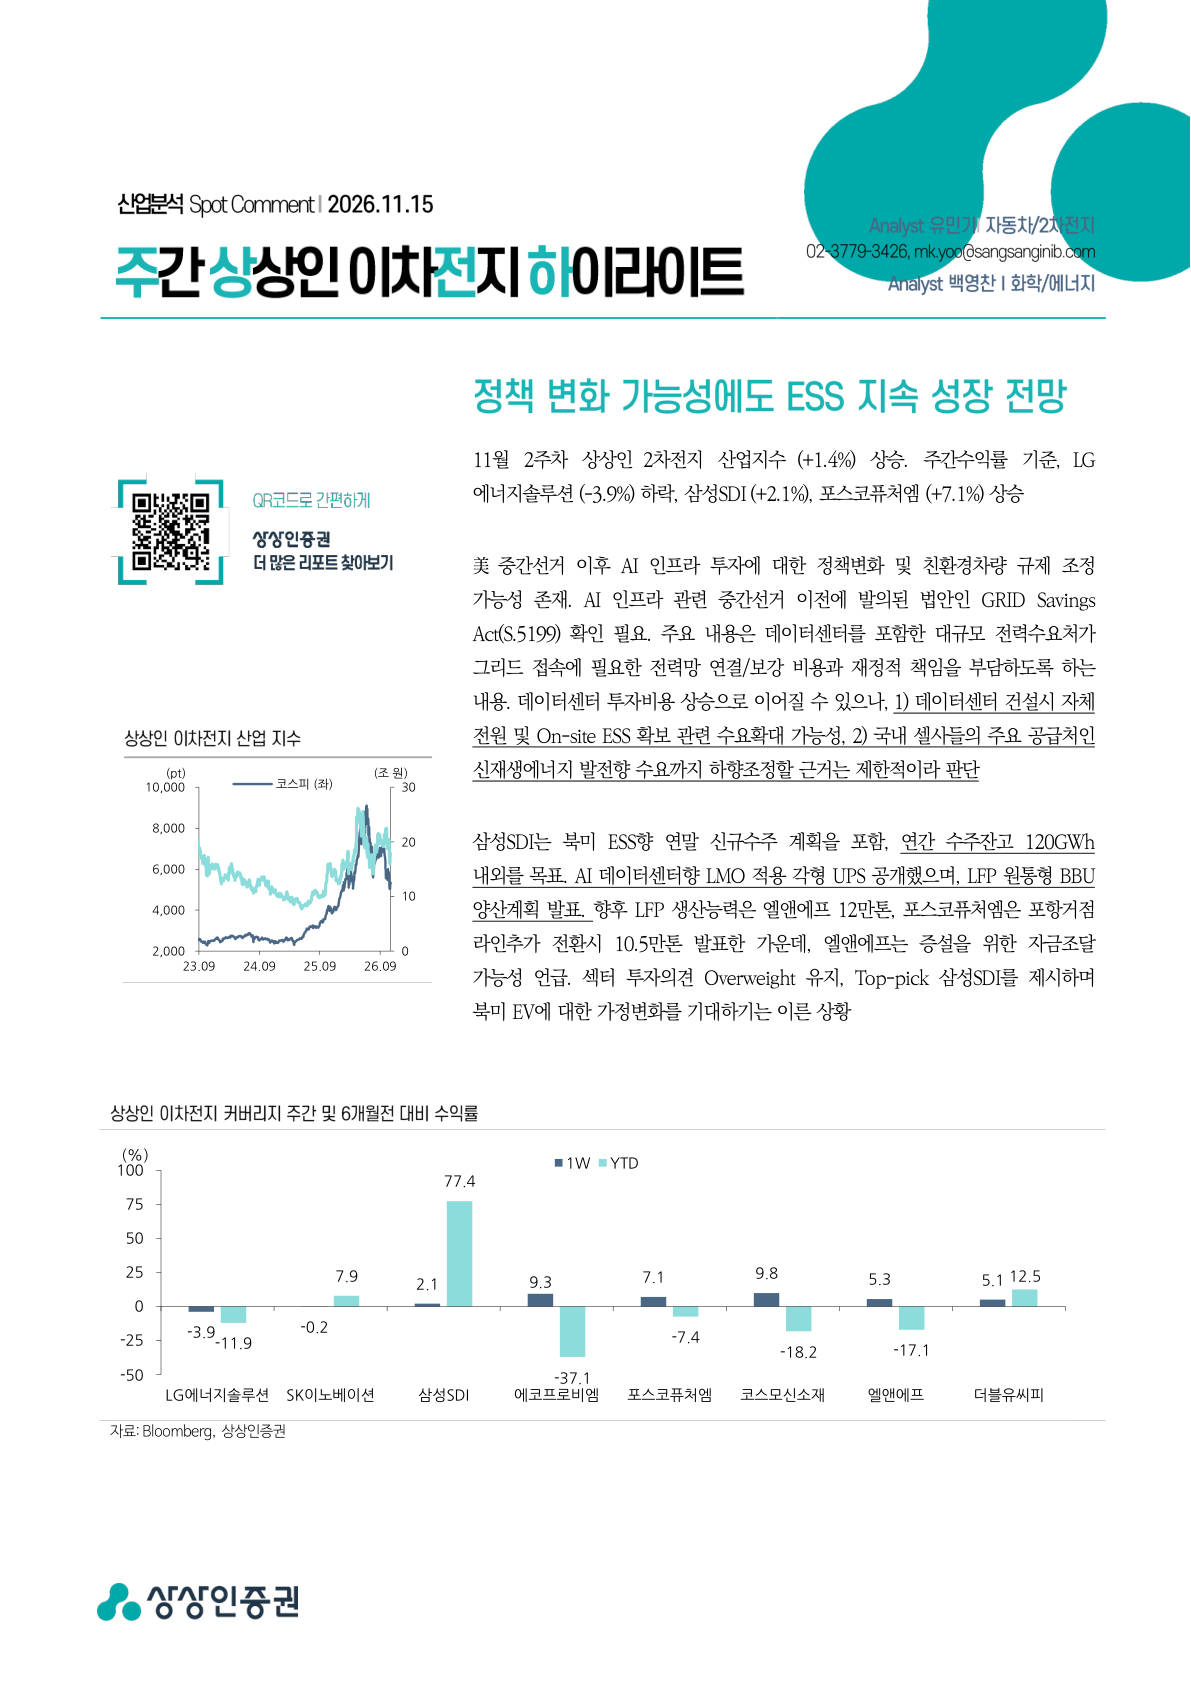 산업분석 Spot Comment | 2026.11.15
주간 상상인 이차전지 하이라이트
Analyst 유민기 자동차/2차전지
02-3779-3426, mk.yoo@sangsanginib.com
Analyst 백영찬 I 화학/에너지
정책 변화 가능성에도 ESS 지속 성장 전망
11월 2주차 상상인 2차전지 산업지수 (+1.4%) 상승. 주간수익률 기준, LG
에너지솔루션 (-3.9%) 하락, 삼성SDI (+2.1%), 포스코퓨처엠 (+7.1%) 상승
QR코드로 간편하게
상상인증권
더 많은 리포트 찾아보기
美 중간선거 이후 AI 인프라 투자에 대한 정책변화 및 친환경차량 규제 조정
가능성 존재. AI 인프라 관련 중간선거 이전에 발의된 법안인 GRID Savings
Act(S.5199) 확인 필요. 주요 내용은 데이터센터를 포함한 대규모 전력수요처가
그리드 접속에 필요한 전력망 연결/보강 비용과 재정적 책임을 부담하도록 하는
내용. 데이터센터 투자비용 상승으로 이어질 수 있으나, 1) 데이터센터 건설시 자체
전원 및 On-site ESS 확보 관련 수요확대 가능성, 2) 국내 셀사들의 주요 공급처인
신재생에너지 발전향 수요까지 하향조정할 근거는 제한적이라 판단
삼성SDI는 북미 ESS향 연말 신규수주 계획을 포함, 연간 수주잔고 120GWh
내외를 목표. AI 데이터센터향 LMO 적용 각형 UPS 공개했으며, LFP 원통형 BBU
양산계획 발표. 향후 LFP 생산능력은 엘앤에프 12만톤, 포스코퓨처엠은 포항거점
라인추가 전환시 10.5만톤 발표한 가운데, 엘앤에프는 증설을 위한 자금조달
가능성 언급. 섹터 투자의견 Overweight 유지, Top-pick 삼성SDI를 제시하며
북미 EV에 대한 가정변화를 기대하기는 이른 상황
상상인 이차전지 산업 지수
(pt) 코스피 (좌) (조 원)
10,000 30
8,000
20
6,000
10
4,000
2,000 0
23.09 24.09 25.09 26.09
상상인 이차전지 커버리지 주간 및 6개월전 대비 수익률
(%)
1W YTD
100
75
50
25
0
-25
-50
-3.9 -11.9
-0.2 7.9
2.1 77.4
9.3 -37.1
7.1 -7.4
9.8 -18.2
5.3 -17.1
5.1 12.5
LG에너지솔루션 SK이노베이션 삼성SDI 에코프로비엠 포스코퓨처엠 코스모신소재 엘앤에프 더블유씨피
자료: Bloomberg, 상상인증권
상상인증권